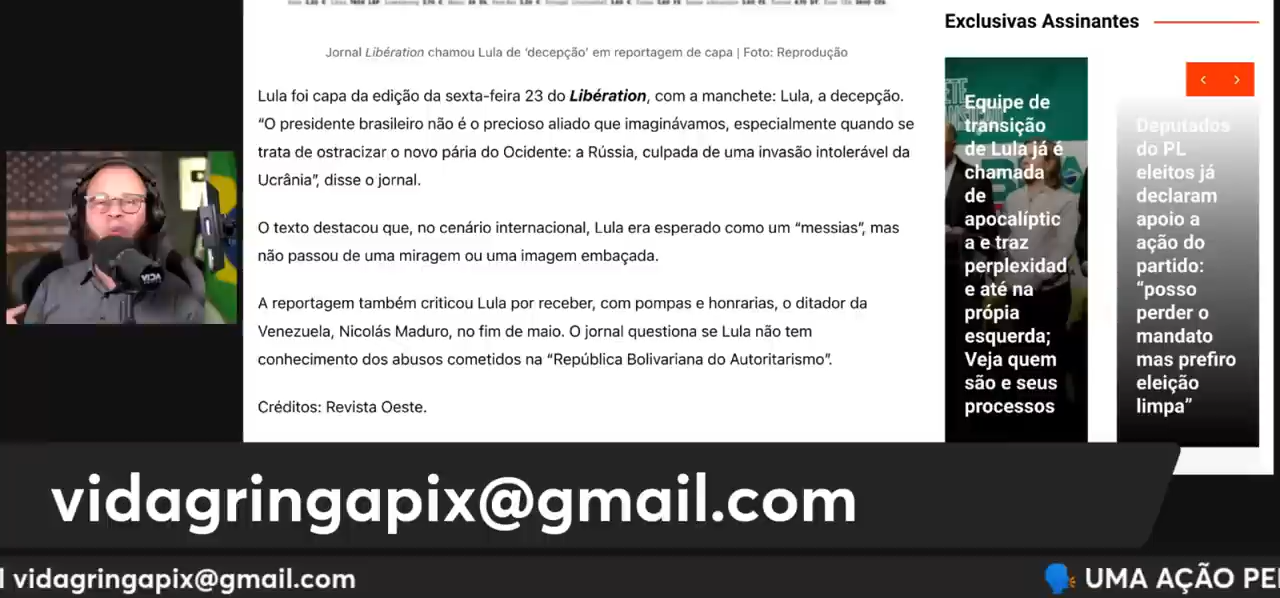 Jornal Libération chamou Lula de ‘decepção’ em reportagem de capa | Foto: Reprodução
Lula foi capa da edição da sexta-feira 23 do Libération, com a manchete: Lula, a decepção.
“O presidente brasileiro não é o precioso aliado que imaginávamos, especialmente quando se
trata de ostracizar o novo pária do Ocidente: a Rússia, culpada de uma invasão intolerável da
Ucrânia”, disse o jornal.
O texto destacou que, no cenário internacional, Lula era esperado como um “messias”, mas
não passou de uma miragem ou uma imagem embaçada.
A reportagem também criticou Lula por receber, com pompas e honrarias, o ditador da
Venezuela, Nicolás Maduro, no fim de maio. O jornal questiona se Lula não tem
conhecimento dos abusos cometidos na “República Bolivariana do Autoritarismo”.
Créditos: Revista Oeste.
Exclusivas Assinantes
Equipe de
transição
de Lula já é
chamada
de
apocalíptic
a e traz
perplexidad
e até na
própia
esquerda;
Veja quem
são e seus
processos
Deputados
do PL
eleitos já
declaram
apoio a
ação do
partido:
“posso
perder o
mandato
mas prefiro
eleição
limpa”
VIDA
vidagringapix@gmail.com
vidagringapix@gmail.com
UMA AÇÃO